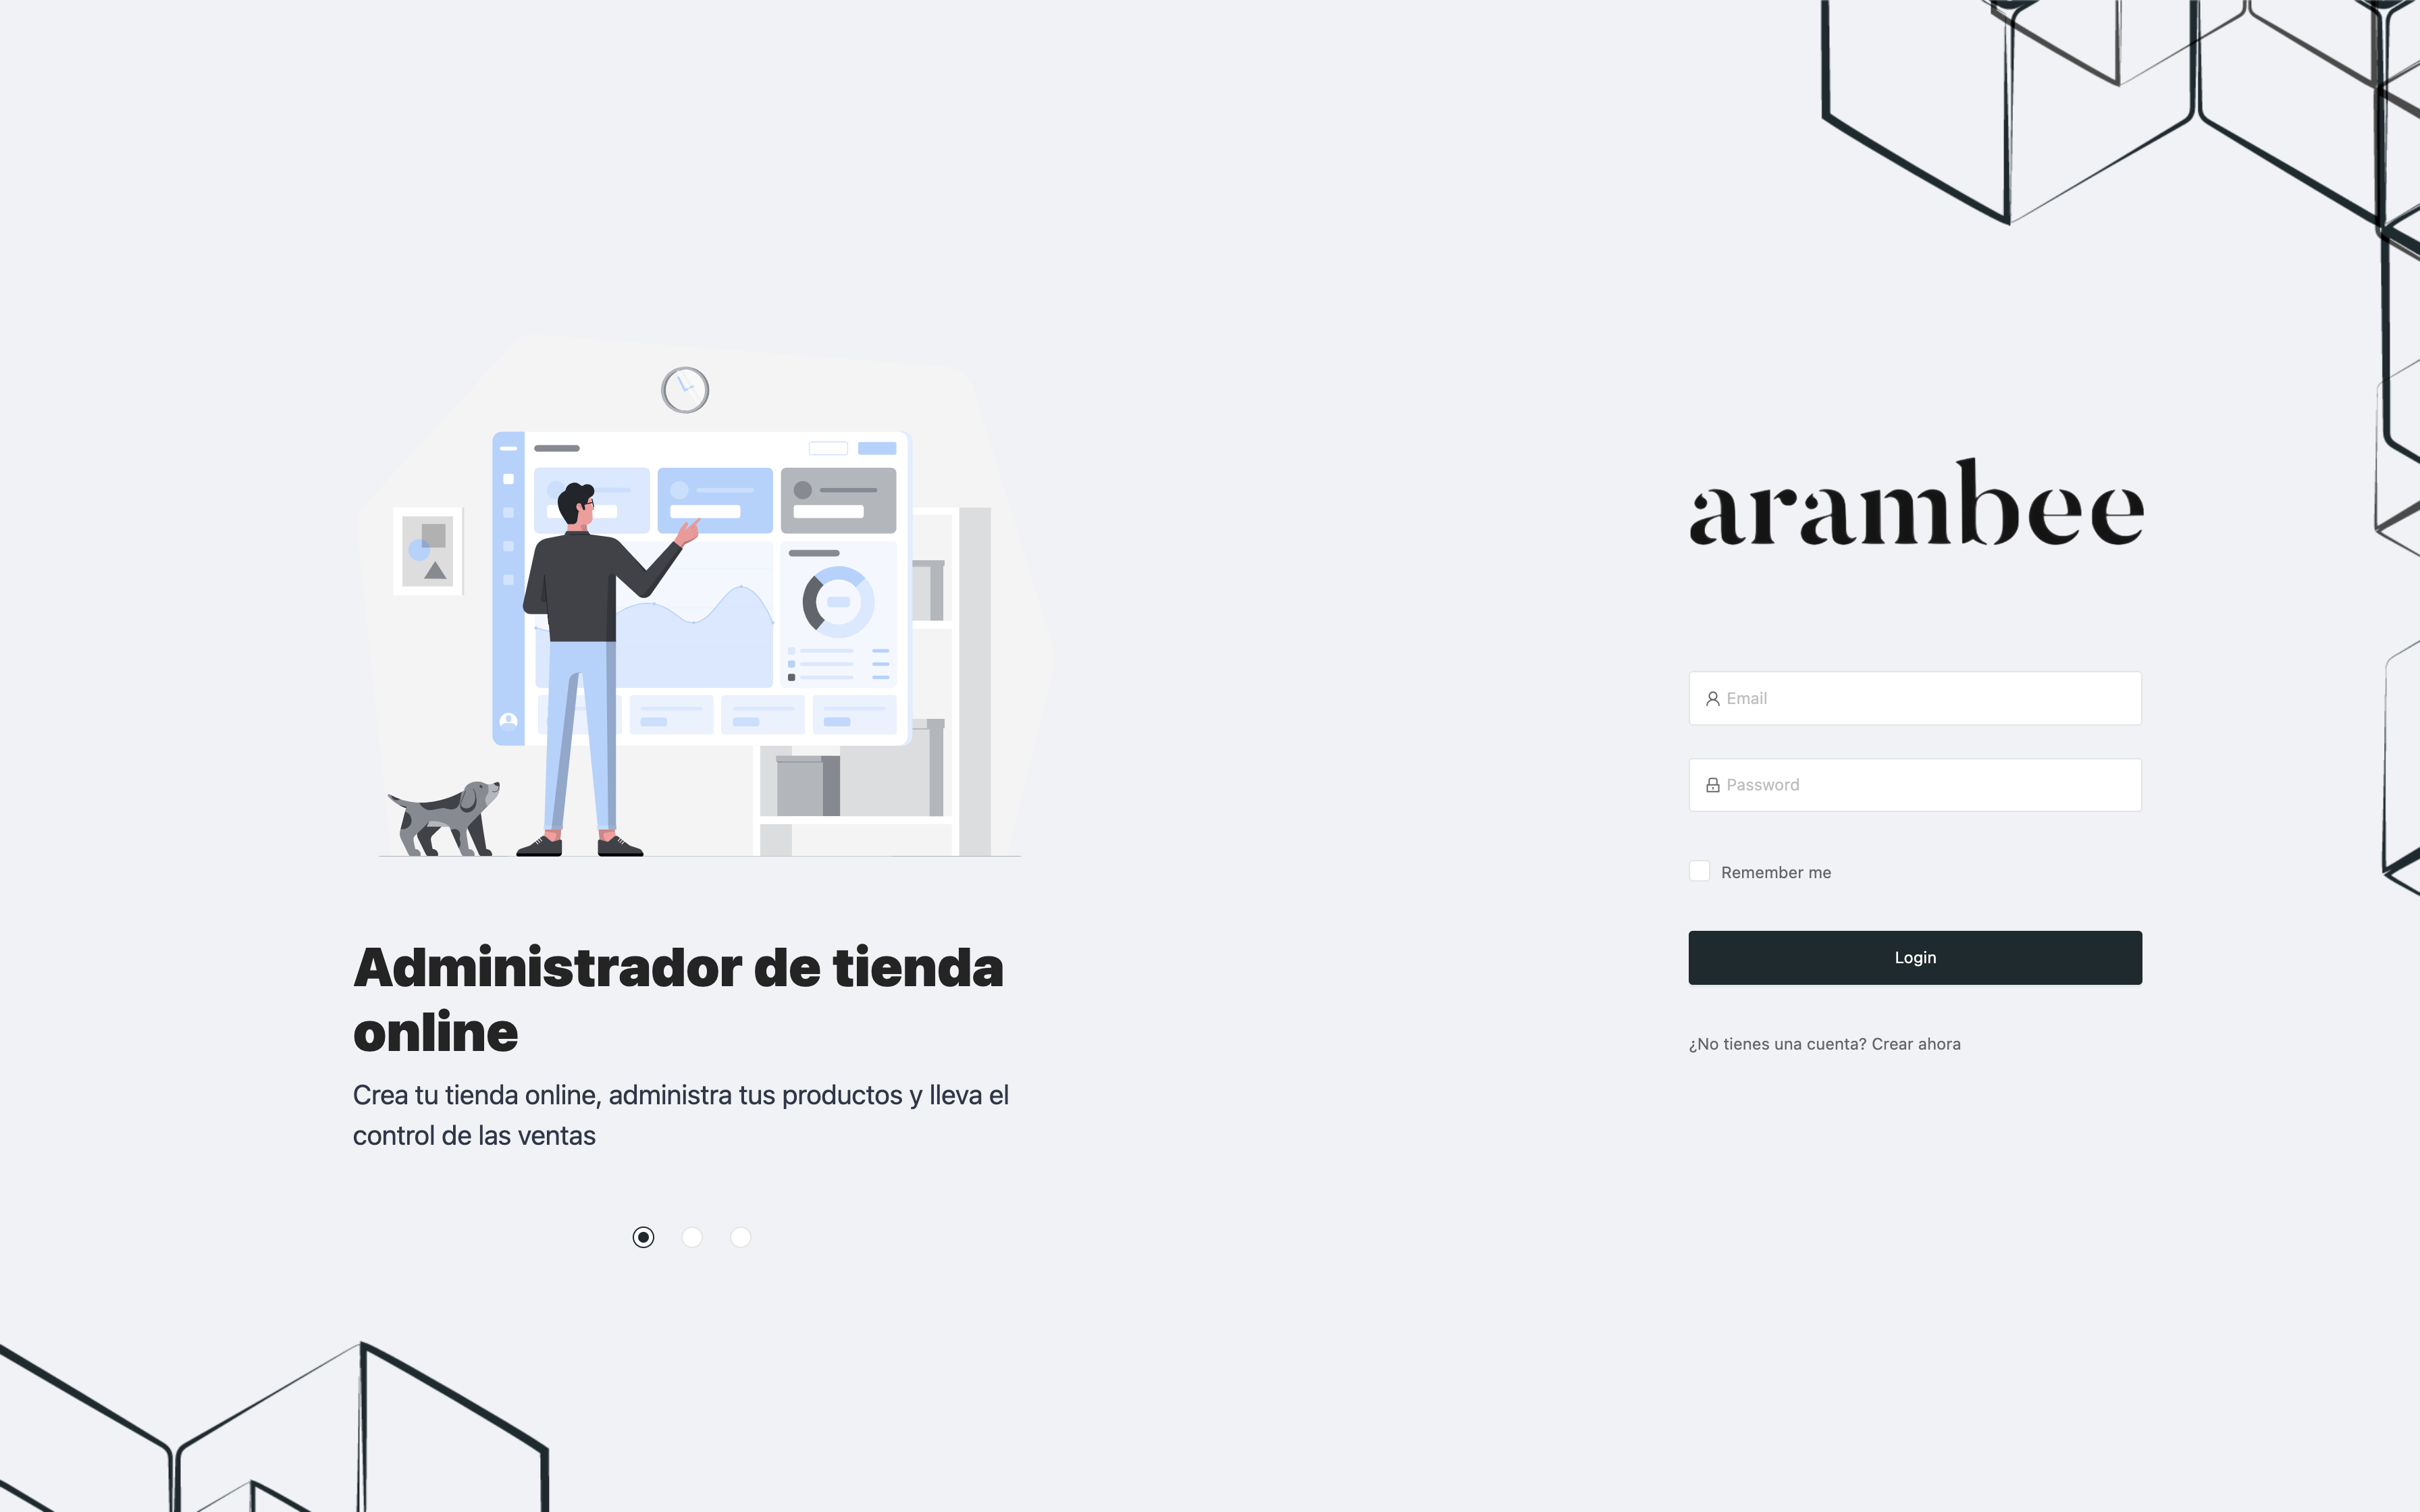 Administrador de tienda
online
Crea tu tienda online, administra tus productos y lleva el
control de las ventas
arambee
Email
Password
Remember me
Login
¿No tienes una cuenta? Crear ahora